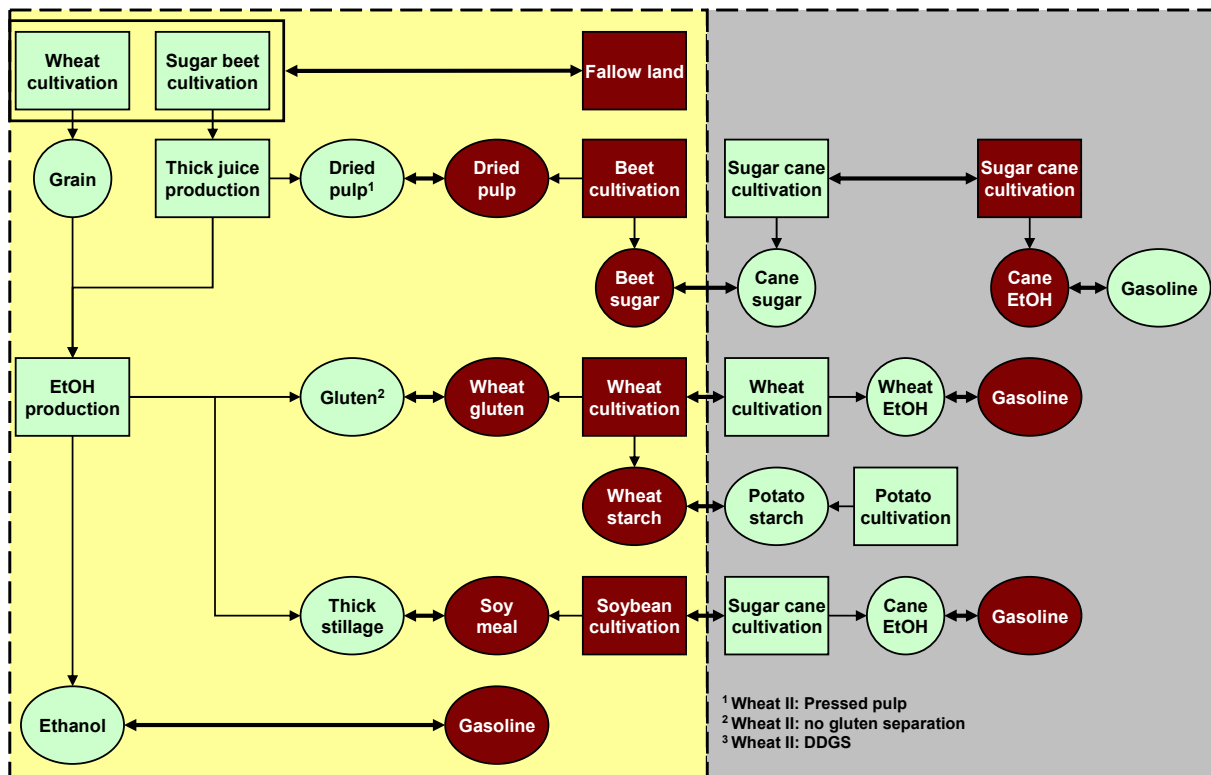 Wheat
cultivation
Sugar beet
cultivation
Fallow land
Grain
Thick juice
production
Dried
pulp¹
Dried
pulp
Beet
cultivation
Sugar cane
cultivation
Sugar cane
cultivation
Beet
sugar
Cane
sugar
Cane
EtOH
Gasoline
EtOH
production
Gluten²
Wheat
gluten
Wheat
cultivation
Wheat
cultivation
Wheat
EtOH
Gasoline
Wheat
starch
Potato
starch
Potato
cultivation
Thick
stillage
Soy
meal
Soybean
cultivation
Sugar cane
cultivation
Cane
EtOH
Gasoline
Ethanol
Gasoline
¹ Wheat II: Pressed pulp
² Wheat II: no gluten separation
³ Wheat II: DDGS